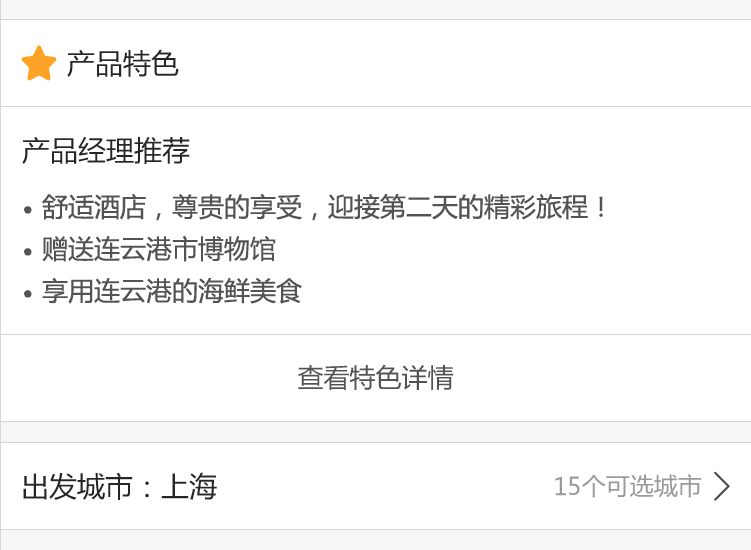 产品特色
产品经理推荐
• 舒适酒店，尊贵的享受，迎接第二天的精彩旅程！
• 赠送连云港市博物馆
• 享用连云港的海鲜美食
查看特色详情
出发城市：上海 15个可选城市